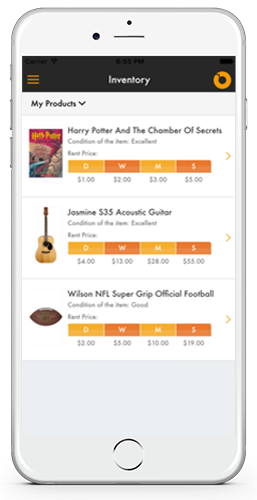 Carrier 6:55 PM
Inventory
My Products
Harry Potter And The Chamber Of Secrets
Condition of the item: Excellent
Rent Price:
D W M S
$1.00 $2.00 $3.00 $5.00
Jasmine S35 Acoustic Guitar
Condition of the item: Excellent
Rent Price:
D W M S
$4.00 $13.00 $28.00 $55.00
Wilson NFL Super Grip Official Football
Condition of the item: Good
Rent Price:
D W M S
$2.00 $5.00 $10.00 $19.00